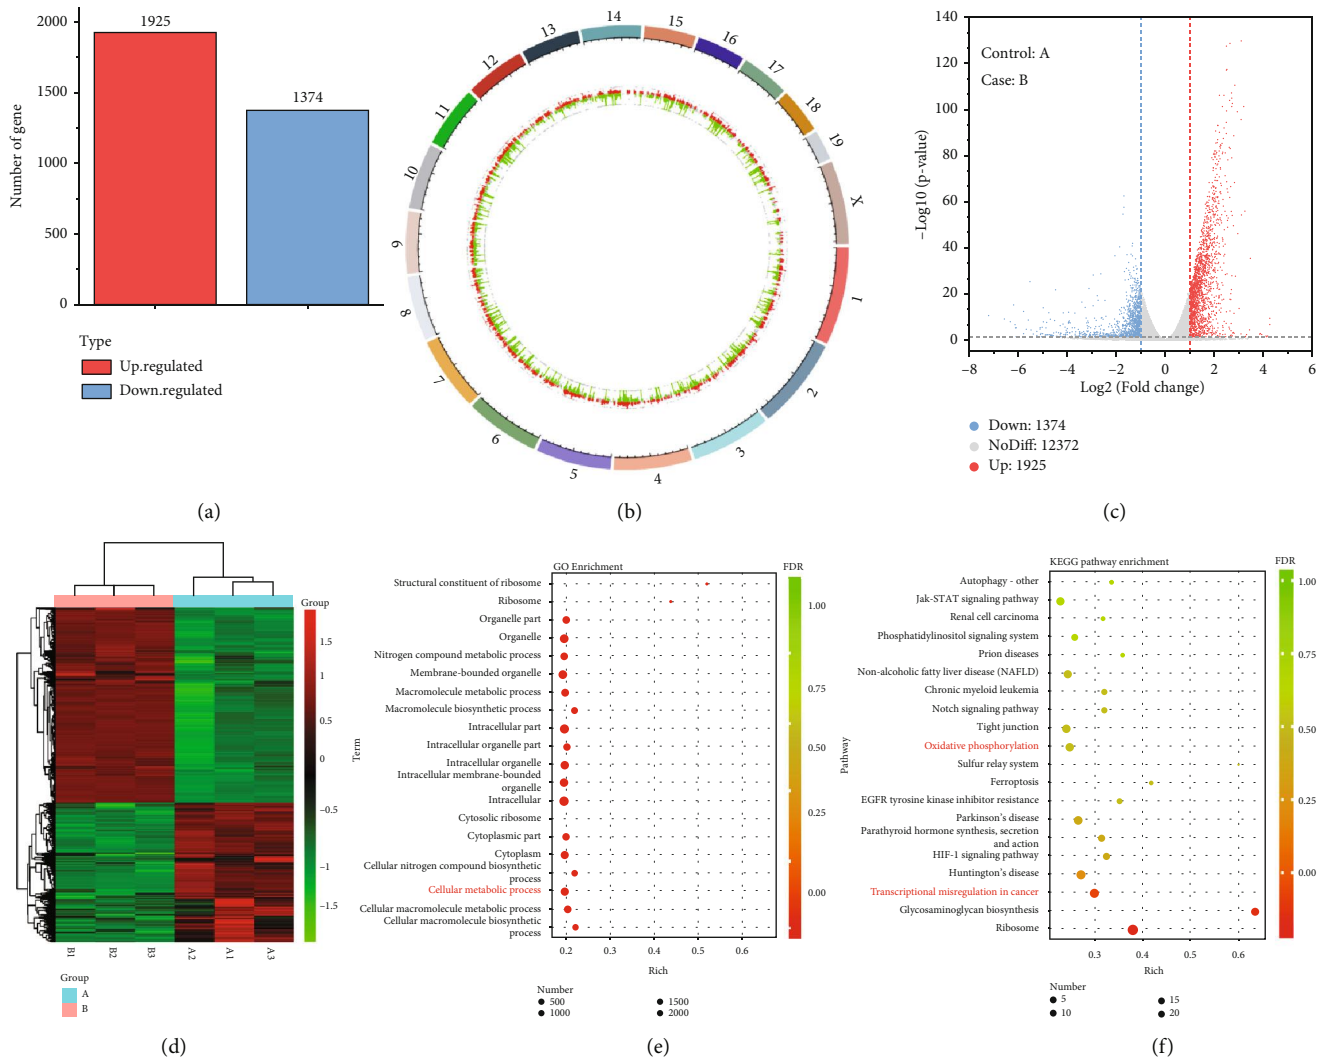 2000
1500
1000
500
0
Number of gene
1925
1374
Type
Up.regulated
Down.regulated
(a)
1
2
3
4
5
6
7
8
9
10
11
12
13
14
15
16
17
18
19
X
(b)
140
120
100
80
60
40
20
0
−Log10 (p-value)
Control: A
Case: B
−8
−6
−4
−2
0
2
4
6
Log2 (Fold change)
Down: 1374
NoDiff: 12372
Up: 1925
(c)
Group
1.5
1
0.5
0
−0.5
−1
−1.5
B1
B2
B3
A2
A1
A3
Group
A
B
(d)
GO Enrichment
Term
Structural constituent of ribosome
Ribosome
Organelle part
Organelle
Nitrogen compound metabolic process
Membrane-bounded organelle
Macromolecule metabolic process
Macromolecule biosynthetic process
Intracellular part
Intracellular organelle part
Intracellular organelle
Intracellular membrane-bounded
organelle
Intracellular
Cytosolic ribosome
Cytoplasmic part
Cytoplasm
Cellular nitrogen compound biosynthetic
process
Cellular metabolic process
Cellular macromolecule metabolic process
Cellular macromolecule biosynthetic
process
0.2
0.3
0.4
0.5
0.6
Rich
FDR
1.00
0.75
0.50
0.25
0.00
Number
500
1000
1500
2000
(e)
KEGG pathway enrichment
Pathway
Autophagy - other
Jak-STAT signaling pathway
Renal cell carcinoma
Phosphatidylinositol signaling system
Prion diseases
Non-alcoholic fatty liver disease (NAFLD)
Chronic myeloid leukemia
Notch signaling pathway
Tight junction
Oxidative phosphorylation
Sulfur relay system
Ferroptosis
EGFR tyrosine kinase inhibitor resistance
Parkinson's disease
Parathyroid hormone synthesis, secretion
and action
HIF-1 signaling pathway
Huntington's disease
Transcriptional misregulation in cancer
Glycosaminoglycan biosynthesis
Ribosome
0.3
0.4
0.5
0.6
Rich
FDR
1.00
0.75
0.50
0.25
0.00
Number
5
10
15
20
(f)